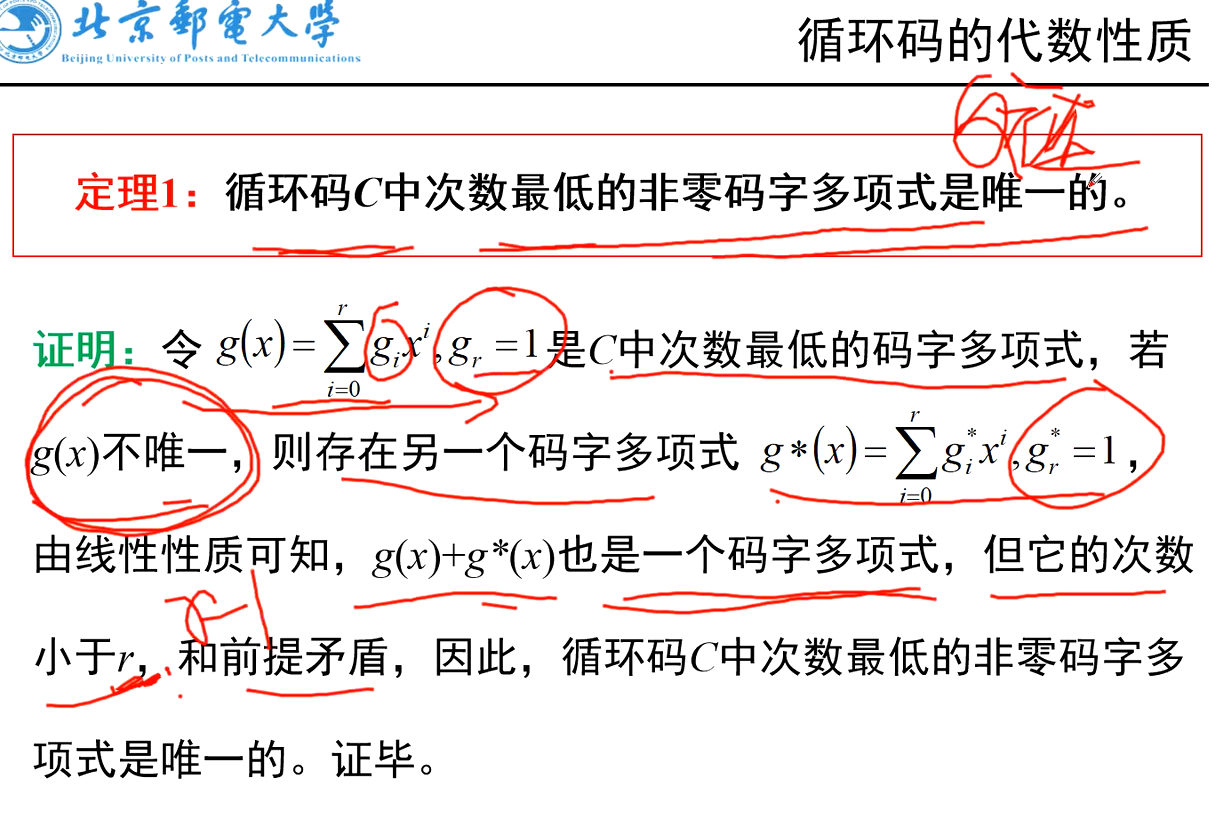 北京郵電大學
Beijing University of Posts and Telecommunications
循环码的代数性质
定理1：循环码C中次数最低的非零码字多项式是唯一的。
证明：令 g(x)=∑_{i=0}^{r} g_i x^i, g_r=1 是C中次数最低的码字多项式，若
g(x)不唯一，则存在另一个码字多项式 g*(x)=∑_{i=0}^{r} g_i^* x^i, g_r^*=1，
由线性性质可知，g(x)+g*(x)也是一个码字多项式，但它的次数
小于r，和前提矛盾，因此，循环码C中次数最低的非零码字多
项式是唯一的。证毕。